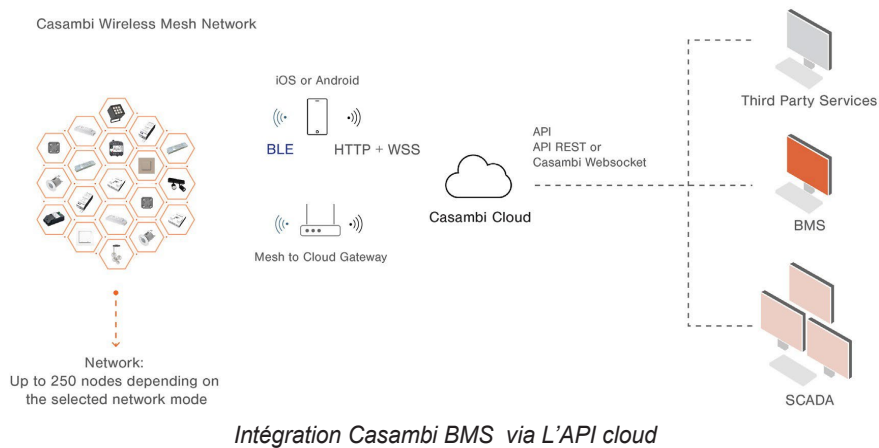 Casambi Wireless Mesh Network
iOS or Android
BLE
HTTP + WSS
Mesh to Cloud Gateway
Casambi Cloud
API
API REST or
Casambi Websocket
Third Party Services
BMS
SCADA
Network:
Up to 250 nodes depending on
the selected network mode
Intégration Casambi BMS via L'API cloud